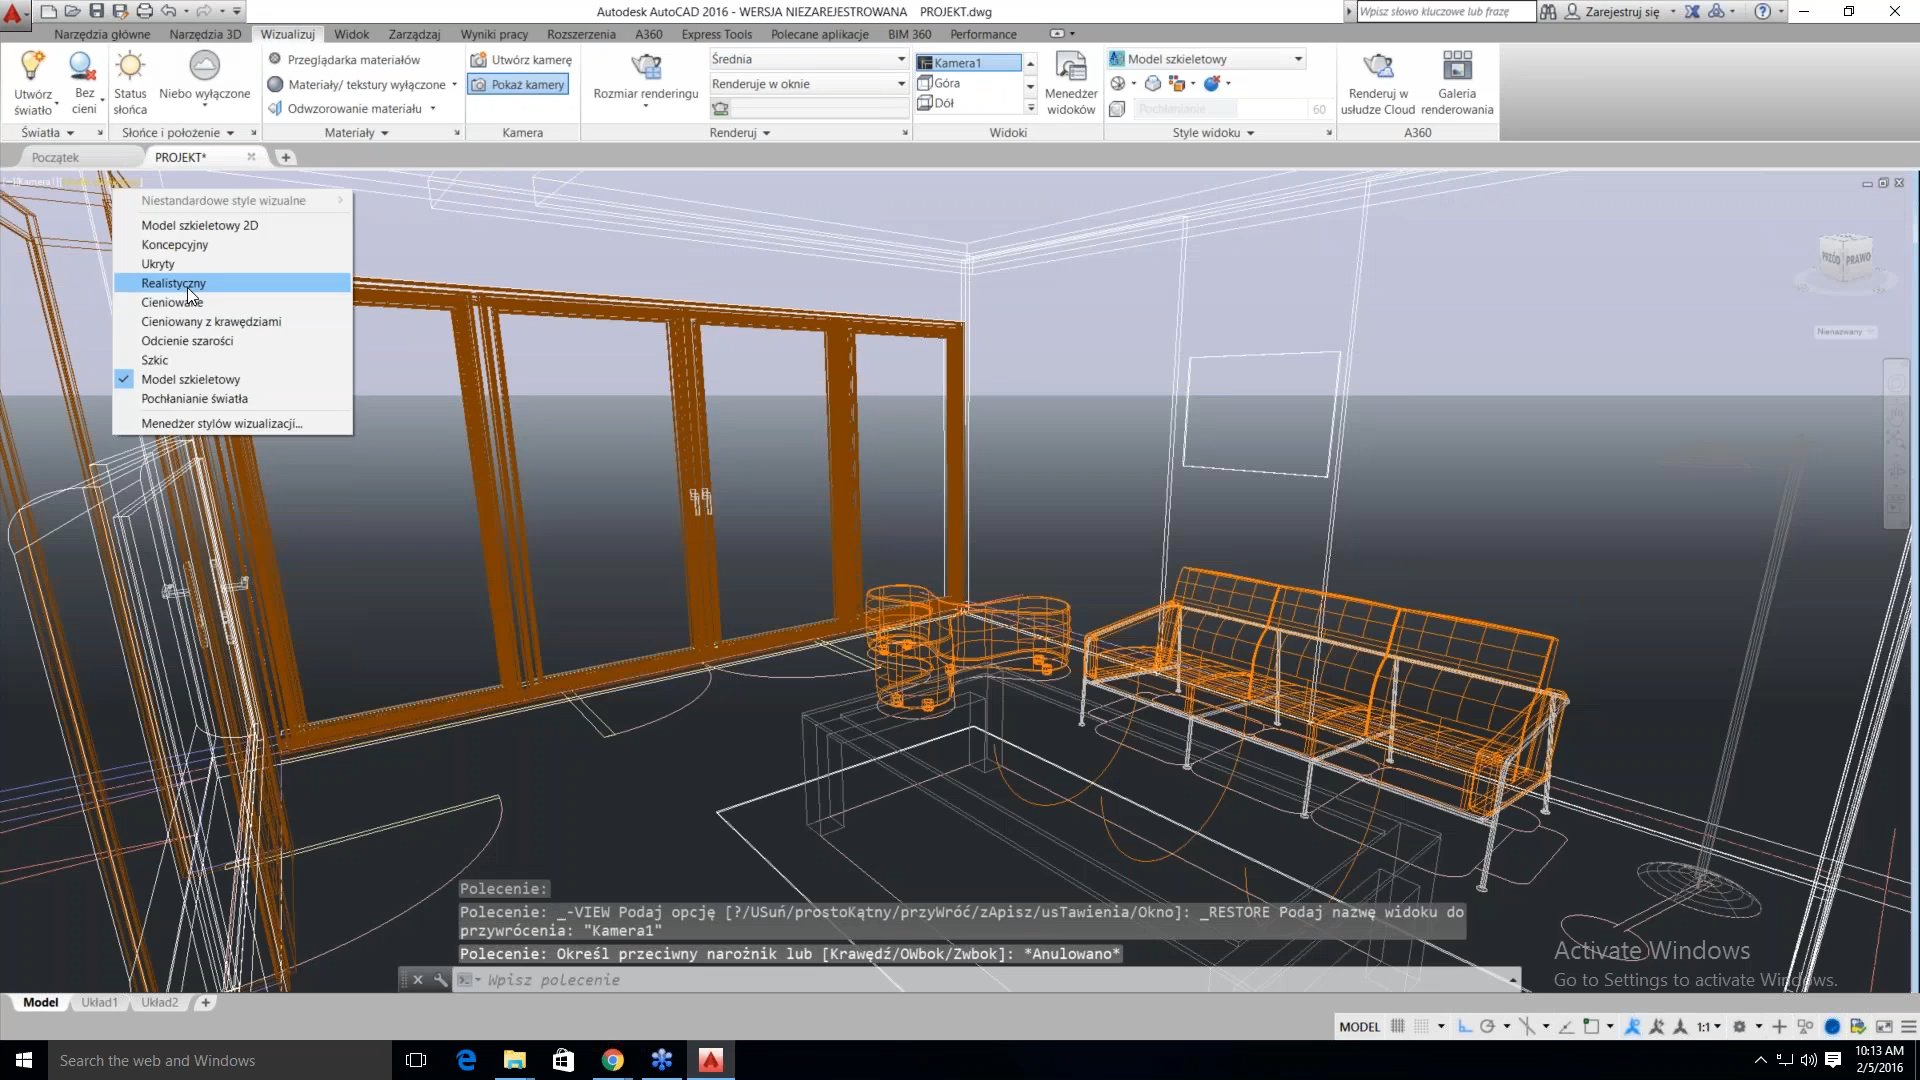 Autodesk AutoCAD 2016 - WERSJA NIEZAREJESTROWANA PROJEKT.dwg
Wpisz słowo kluczowe lub frazę
Zarejestruj się
Narzędzia główne Narzędzia 3D Wizualizuj Widok Zarządzaj Wyniki pracy Rozszerzenia A360 Express Tools Polecane aplikacje BIM 360 Performance
Utwórz światło
Bez cieni
Status słońca
Niebo wyłączone
Przeglądarka materiałów
Materiały/ tekstury wyłączone
Odwzorowanie materiału
Utwórz kamerę
Pokaż kamery
Rozmiar renderingu
Średnia
Renderuje w oknie
Kamera1
Góra
Dół
Menedżer widoków
Model szkieletowy
Pochłanianie 60
Renderuj w usłudze Cloud
Galeria renderowania
Światła Słońce i położenie Materiały Kamera Renderuj Widoki Style widoku A360
Początek PROJEKT*
Niestandardowe style wizualne
Model szkieletowy 2D
Koncepcyjny
Ukryty
Realistyczny
Cieniowane
Cieniowany z krawędziami
Odcienie szarości
Szkic
Model szkieletowy
Pochłanianie światła
Menedżer stylów wizualizacji...
PRZÓD PRAWO
Nienazwany
Polecenie:
Polecenie: _-VIEW Podaj opcję [?/USuń/prostoKątny/przyWróć/zApisz/usTawienia/Okno]: _RESTORE Podaj nazwę widoku do
przywrócenia: "Kamera1"
Polecenie: Określ przeciwny narożnik lub [Krawędź/OWbok/Zwbok]: *Anulowano*
Wpisz polecenie
Activate Windows
Go to Settings to activate Windows.
Model Układ1 Układ2
MODEL 1:1
Search the web and Windows
10:13 AM
2/5/2016